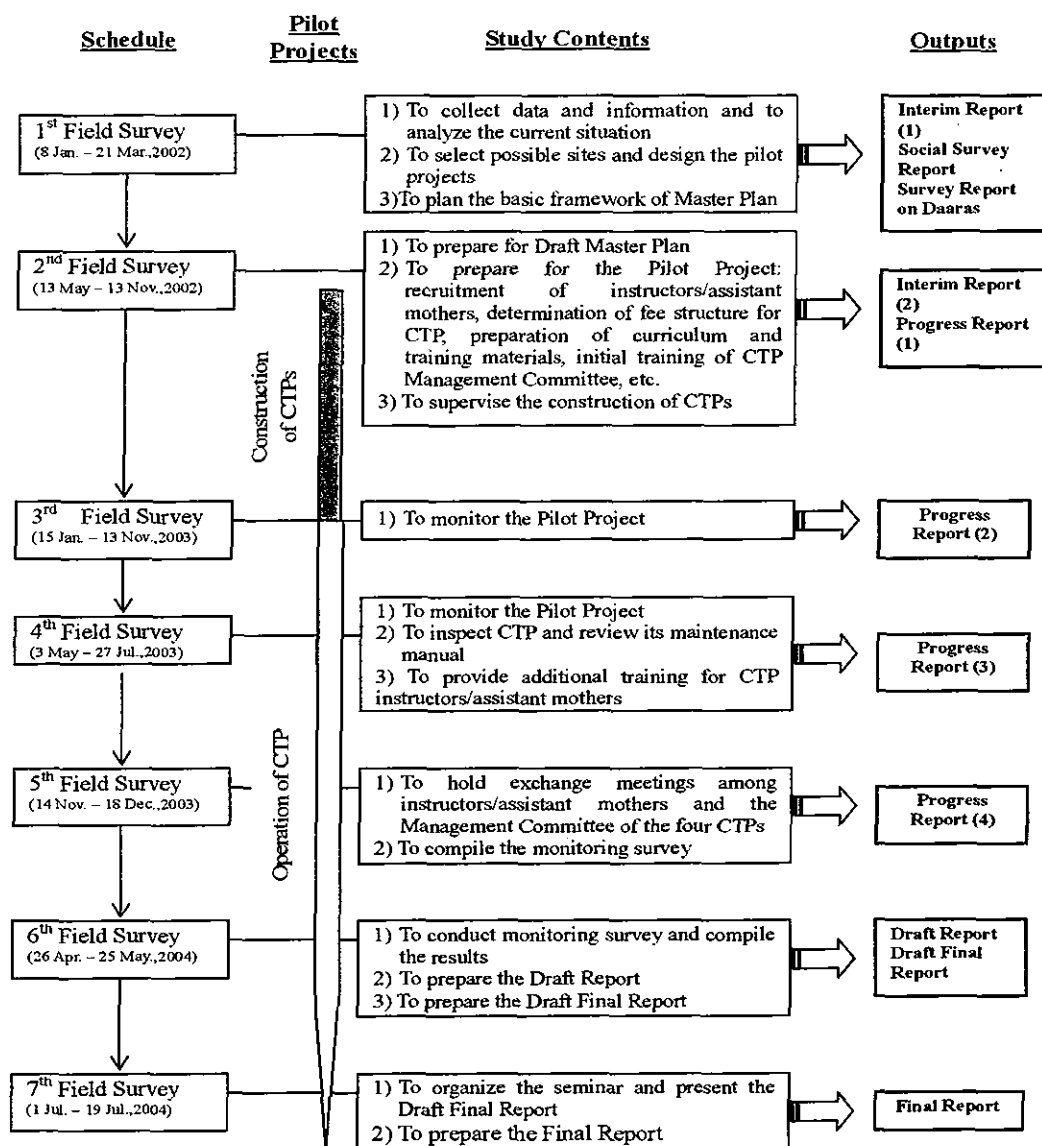 Schedule
Pilot
Projects
Study Contents
Outputs
1st Field Survey
(8 Jan. – 21 Mar.,2002)
1) To collect data and information and to
analyze the current situation
2) To select possible sites and design the pilot
projects
3)To plan the basic framework of Master Plan
Interim Report
(1)
Social Survey
Report
Survey Report
on Daaras
2nd Field Survey
(13 May – 13 Nov.,2002)
1) To prepare for Draft Master Plan
2) To prepare for the Pilot Project:
recruitment of instructors/assistant
mothers, determination of fee structure for
CTP, preparation of curriculum and
training materials, initial training of CTP
Management Committee, etc.
3) To supervise the construction of CTPs
Interim Report
(2)
Progress Report
(1)
Construction
of CTPs
3rd Field Survey
(15 Jan. – 13 Nov.,2003)
1) To monitor the Pilot Project
Progress
Report (2)
4th Field Survey
(3 May – 27 Jul.,2003)
1) To monitor the Pilot Project
2) To inspect CTP and review its maintenance
manual
3) To provide additional training for CTP
instructors/assistant mothers
Progress
Report (3)
Operation of CTP
5th Field Survey
(14 Nov. – 18 Dec.,2003)
1) To hold exchange meetings among
instructors/assistant mothers and the
Management Committee of the four CTPs
2) To compile the monitoring survey
Progress
Report (4)
6th Field Survey
(26 Apr. – 25 May.,2004)
1) To conduct monitoring survey and compile
the results
2) To prepare the Draft Report
3) To prepare the Draft Final Report
Draft Report
Draft Final
Report
7th Field Survey
(1 Jul. – 19 Jul.,2004)
1) To organize the seminar and present the
Draft Final Report
2) To prepare the Final Report
Final Report